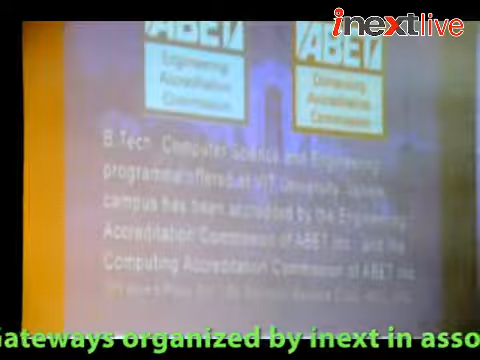 inextlive
ABET ABET
Engineering Computing
Accreditation Accreditation
Commission Commission
B.Tech. Computer Science and Engineering
programme offered at VIT University, Vellore
campus has been accredited by the Engineering
Accreditation Commission of ABET Inc. and the
Computing Accreditation Commission of ABET Inc
Gateways organized by inext in asso